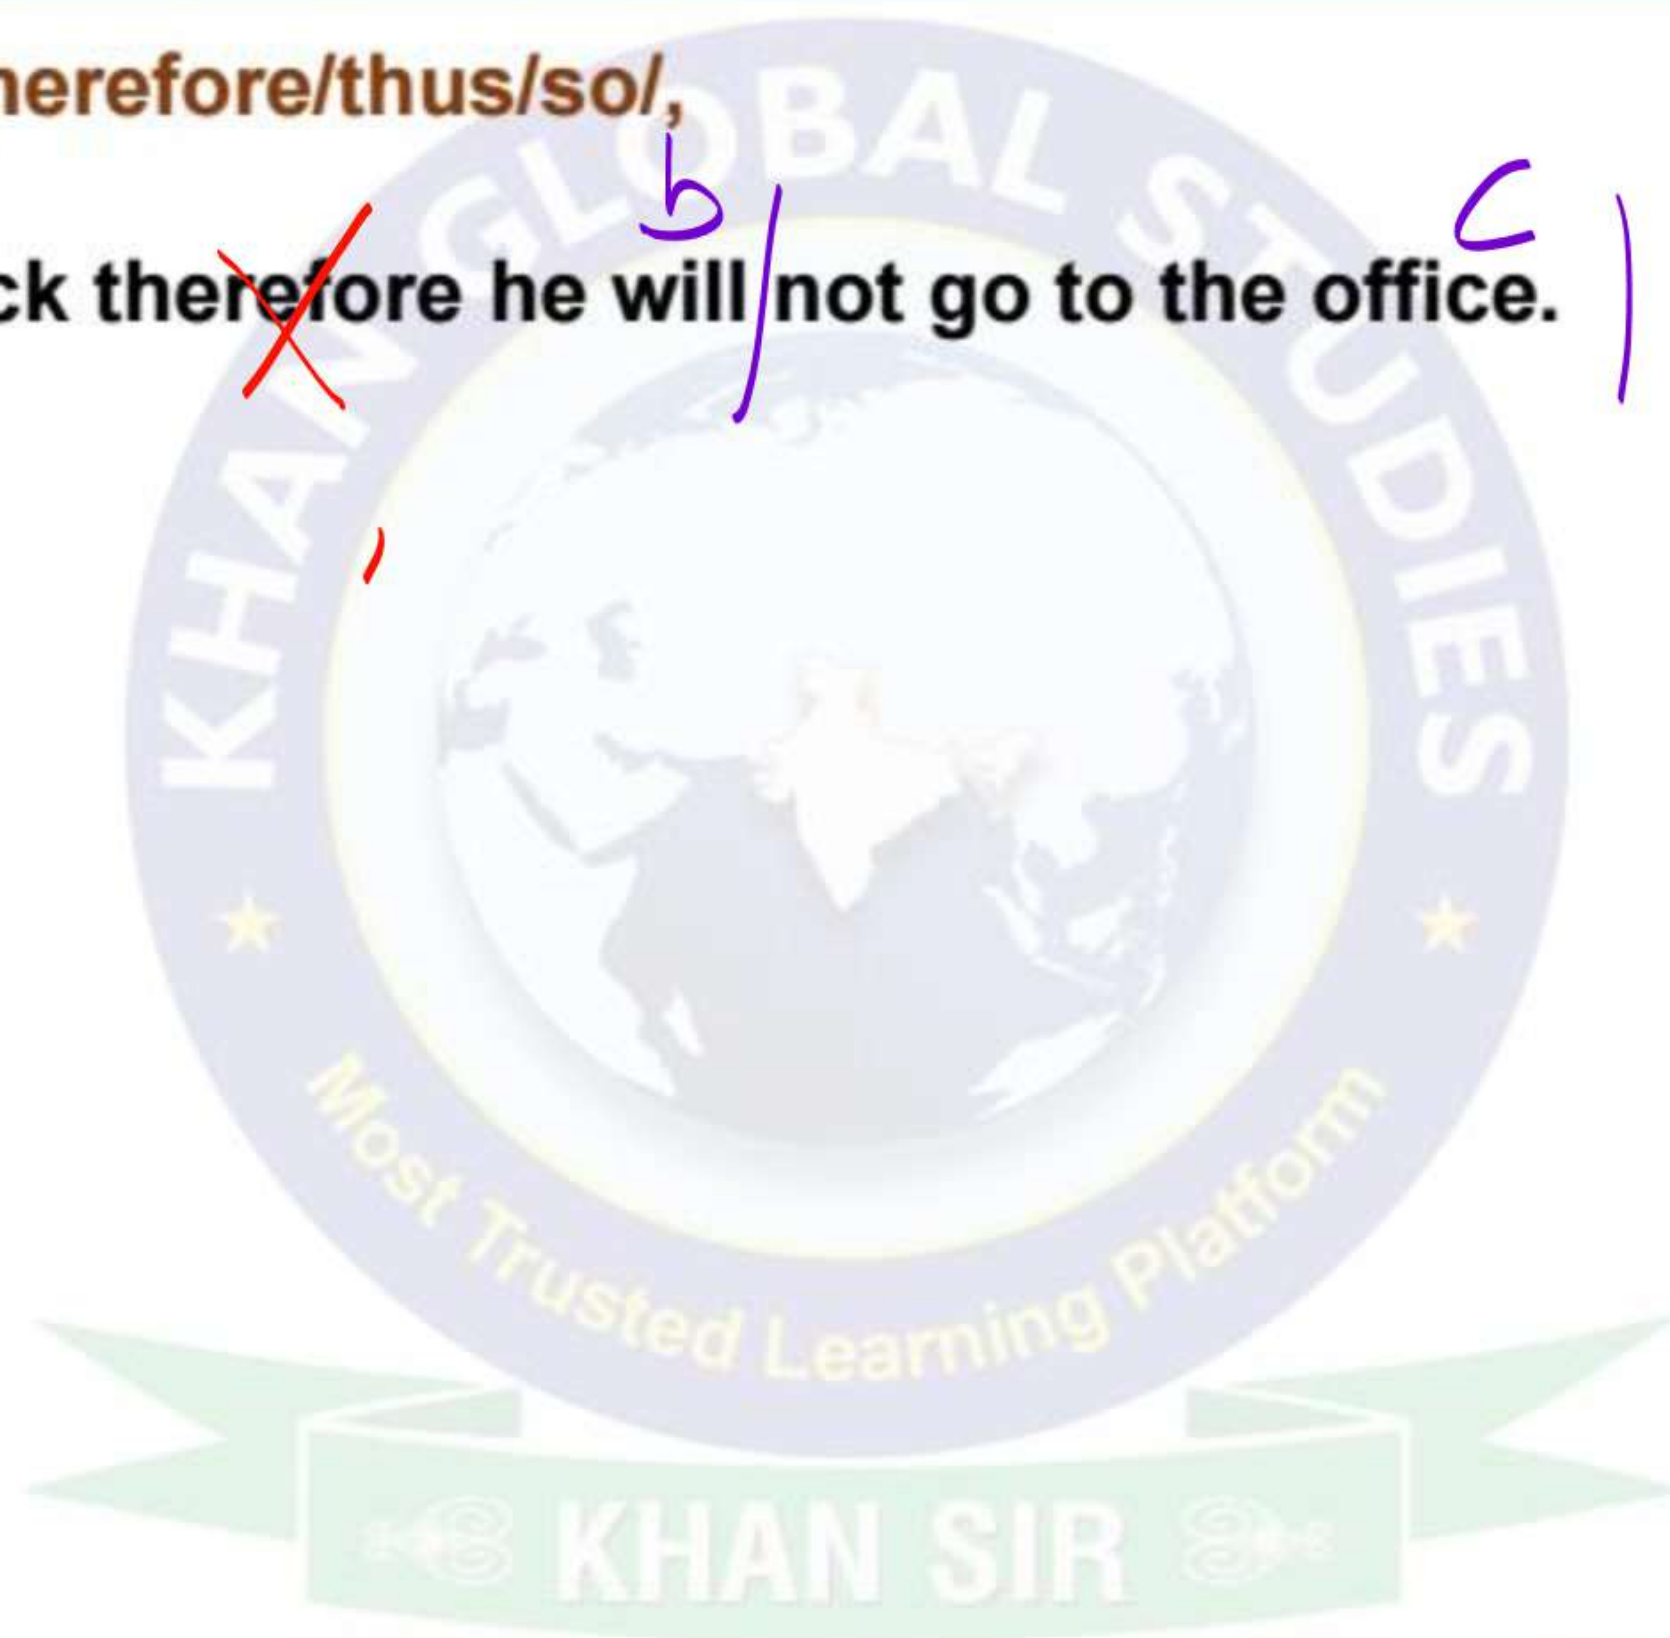 herefore/thus/so/,
b
c
ck therefore he will not go to the office.
,
KHAN GLOBAL STUDIES
Most Trusted Learning Platform
KHAN SIR